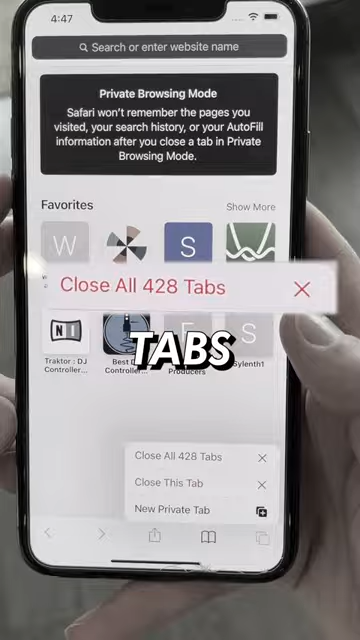 4:47
Search or enter website name
Private Browsing Mode
Safari won't remember the pages you
visited, your search history, or your AutoFill
information after you close a tab in Private
Browsing Mode.
Favorites
Show More
W
S
Close All 428 Tabs
NI
S
TABS
Traktor : DJ
Controller...
Best D
Controller...
Producers
Sylenth1
Close All 428 Tabs
Close This Tab
New Private Tab